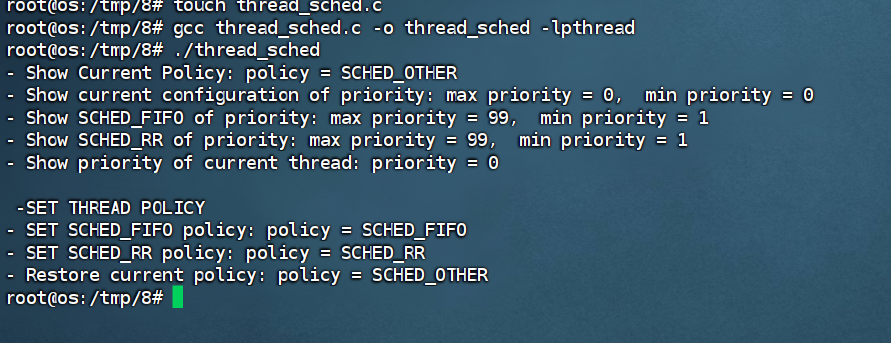 root@os:/tmp/8# touch thread_sched.c
root@os:/tmp/8# gcc thread_sched.c -o thread_sched -lpthread
root@os:/tmp/8# ./thread_sched
- Show Current Policy: policy = SCHED_OTHER
- Show current configuration of priority: max priority = 0,  min priority = 0
- Show SCHED_FIFO of priority: max priority = 99,  min priority = 1
- Show SCHED_RR of priority: max priority = 99,  min priority = 1
- Show priority of current thread: priority = 0
 -SET THREAD POLICY
- SET SCHED_FIFO policy: policy = SCHED_FIFO
- SET SCHED_RR policy: policy = SCHED_RR
- Restore current policy: policy = SCHED_OTHER
root@os:/tmp/8#